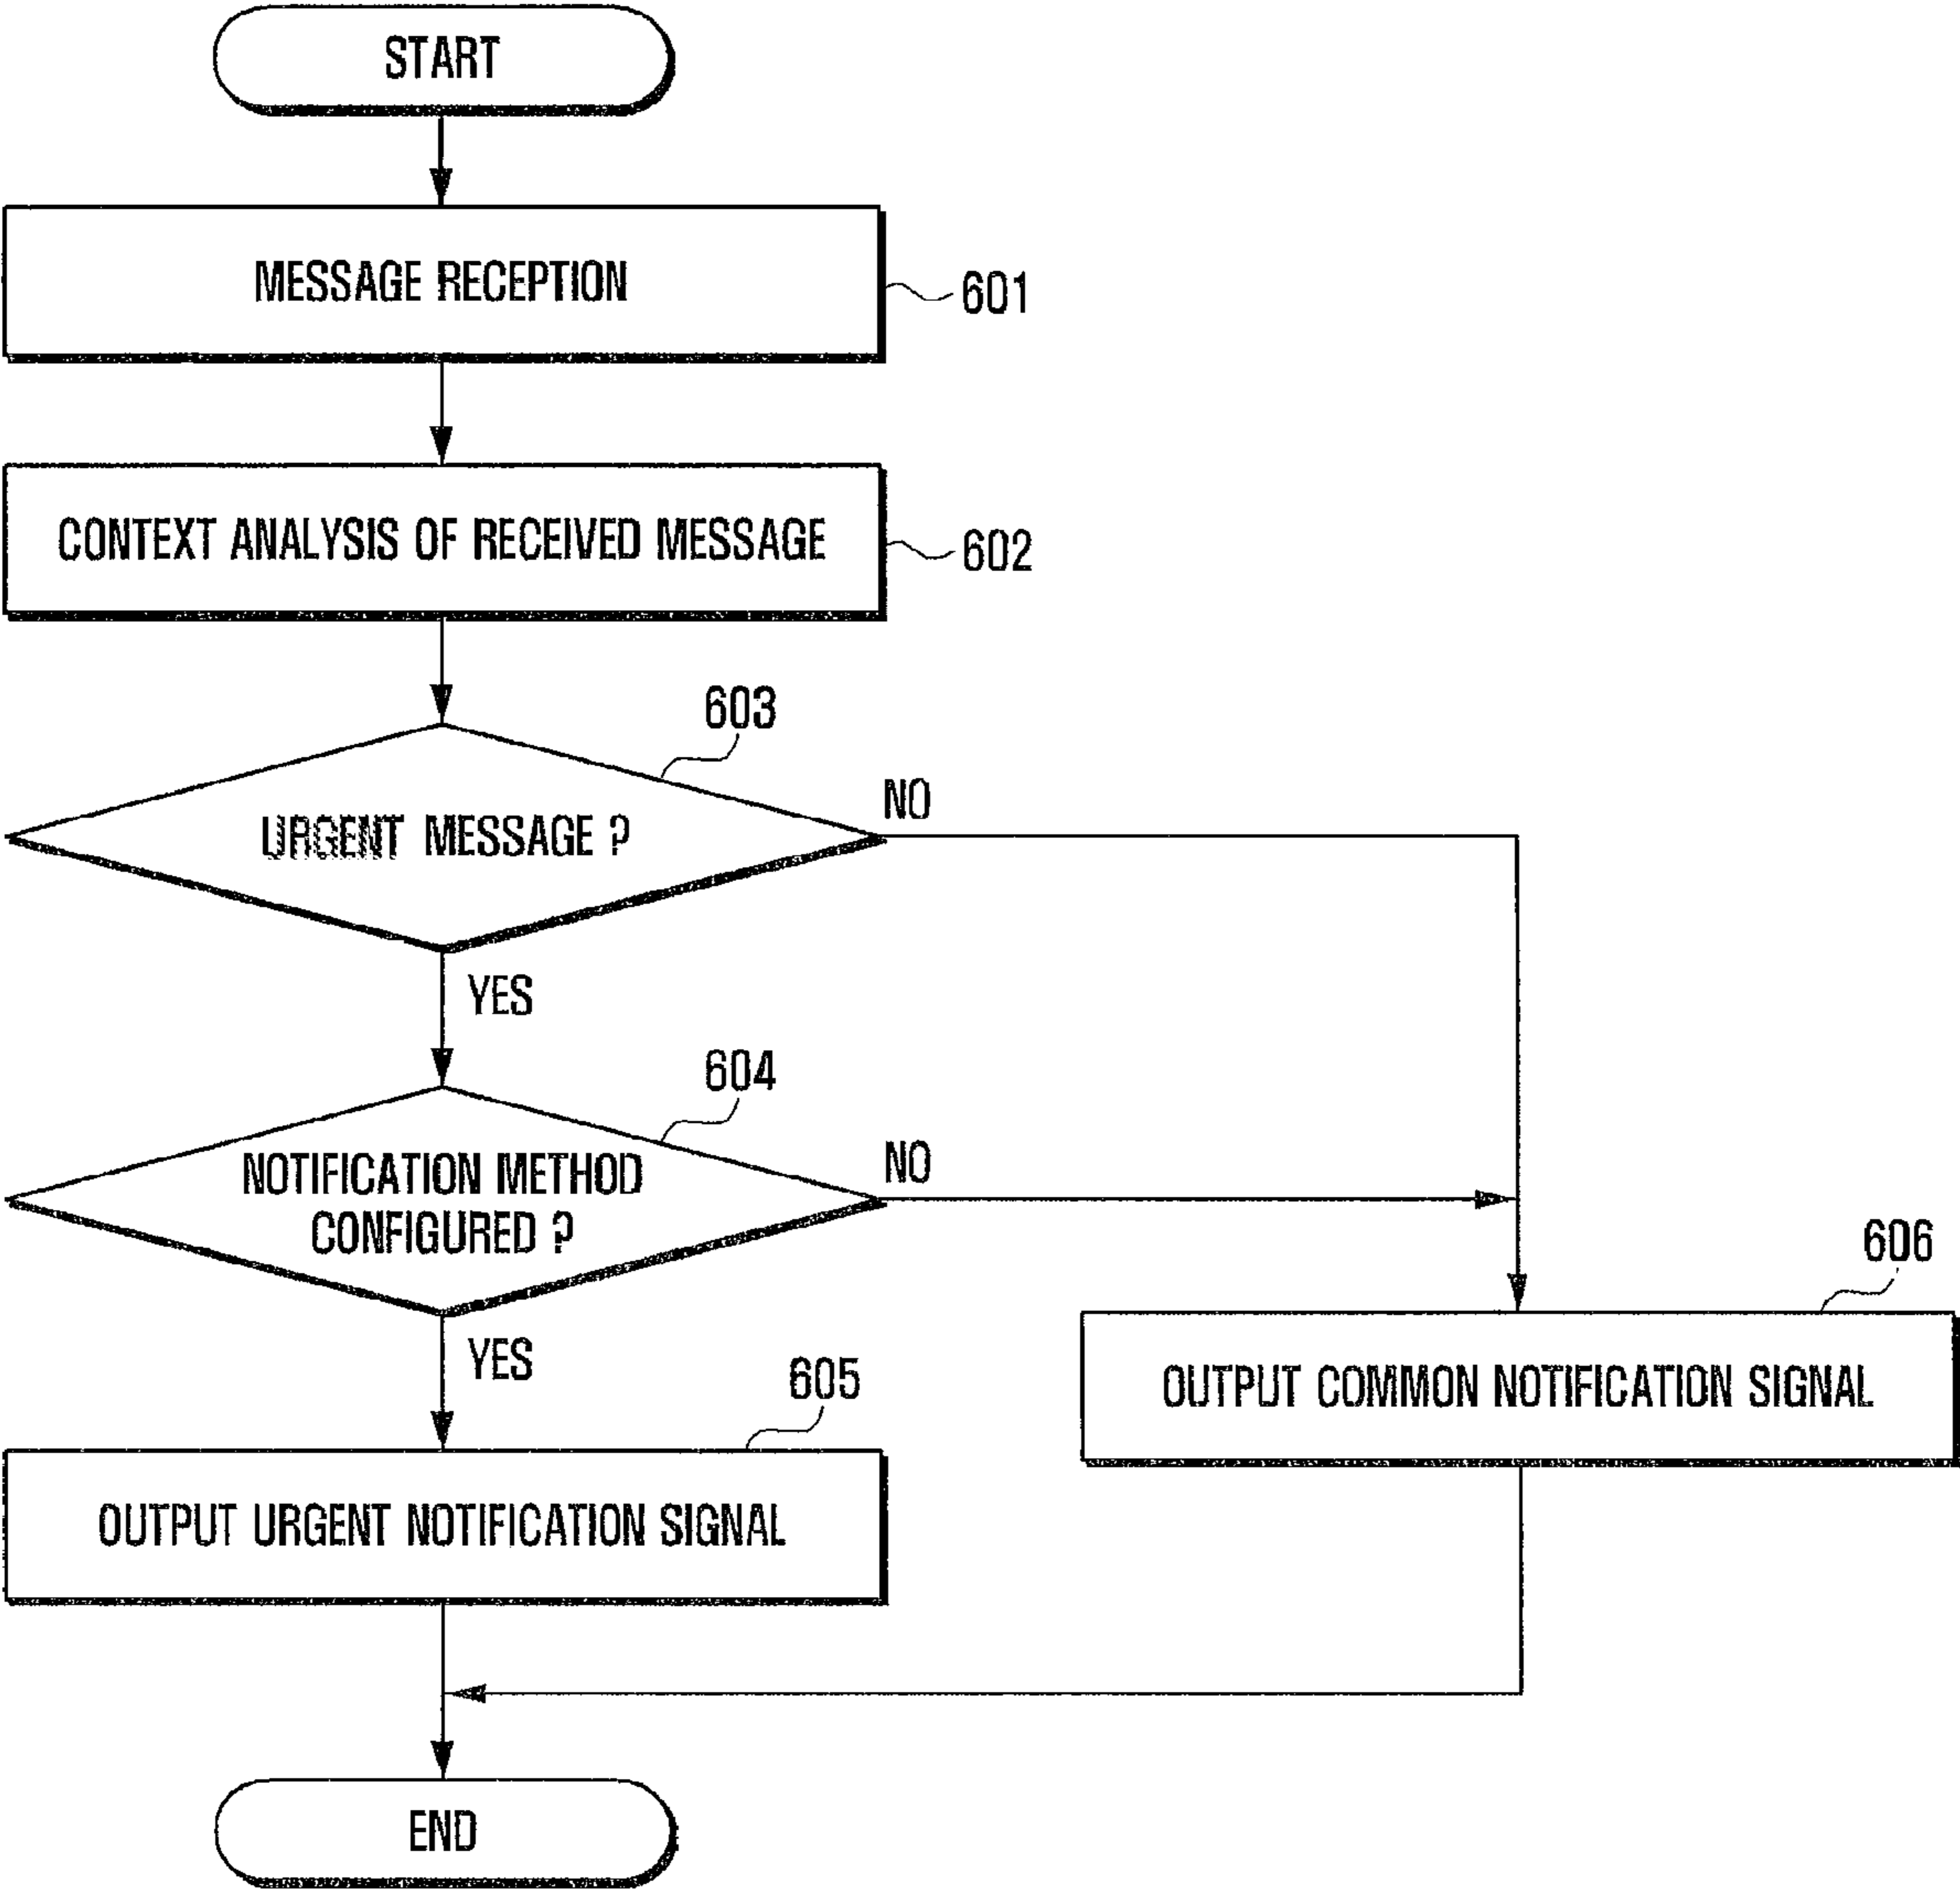 START
MESSAGE RECEPTION
601
CONTEXT ANALYSIS OF RECEIVED MESSAGE
602
603
URGENT MESSAGE ?
NO
YES
604
NOTIFICATION METHOD
CONFIGURED ?
NO
YES
606
OUTPUT COMMON NOTIFICATION SIGNAL
605
OUTPUT URGENT NOTIFICATION SIGNAL
END